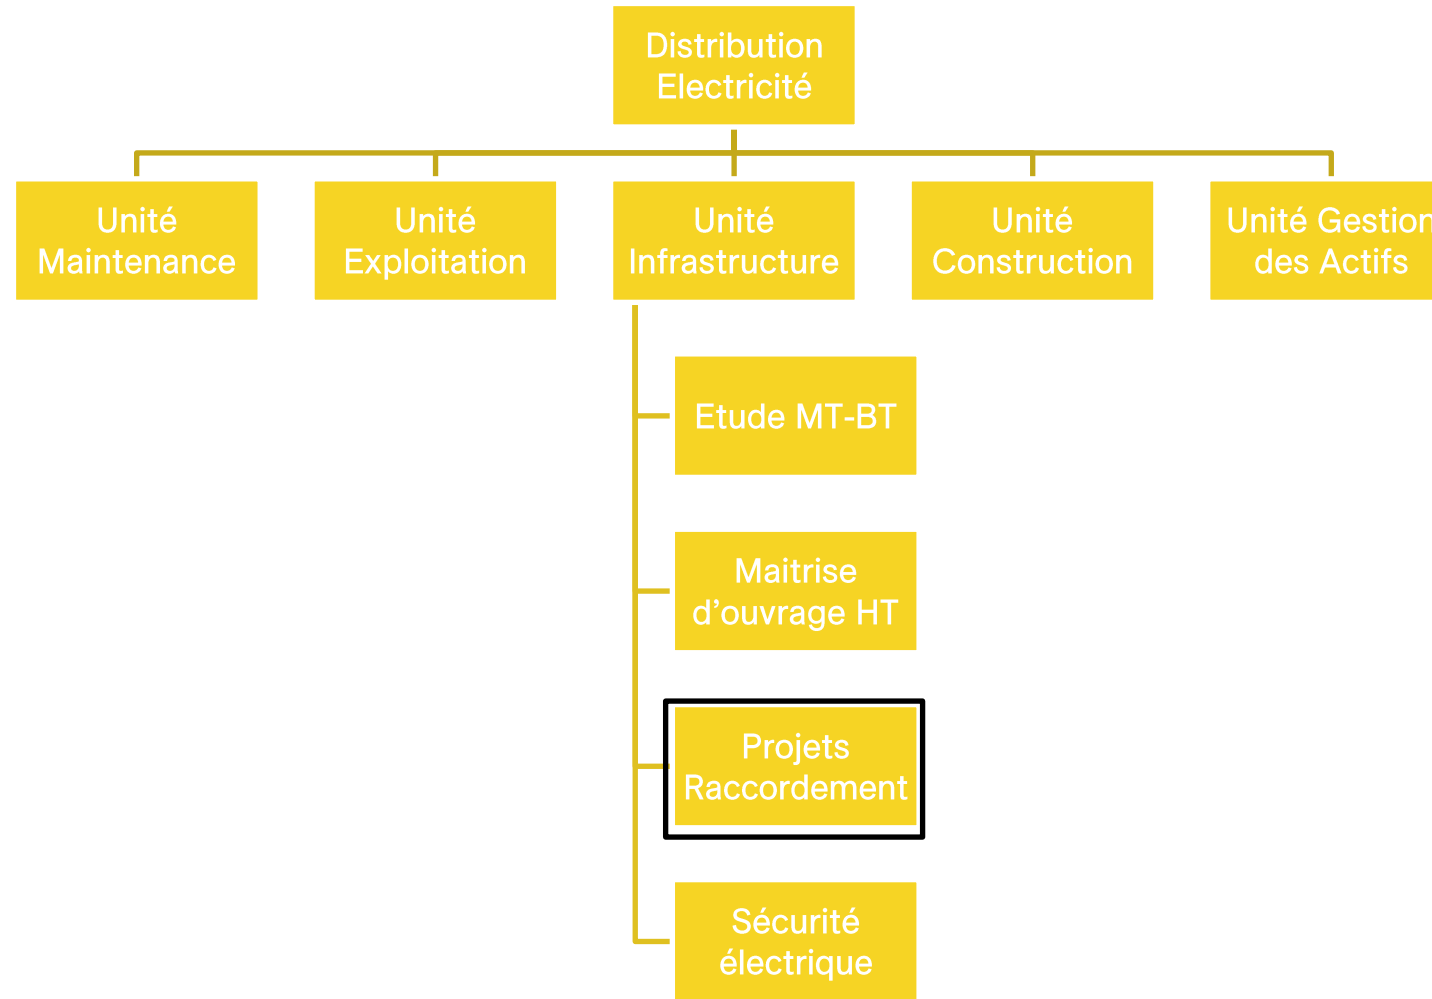 Distribution
Electricité
Unité
Maintenance
Unité
Exploitation
Unité
Infrastructure
Unité
Construction
Unité Gestion
des Actifs
Etude MT-BT
Maitrise
d’ouvrage HT
Projets
Raccordement
Sécurité
électrique